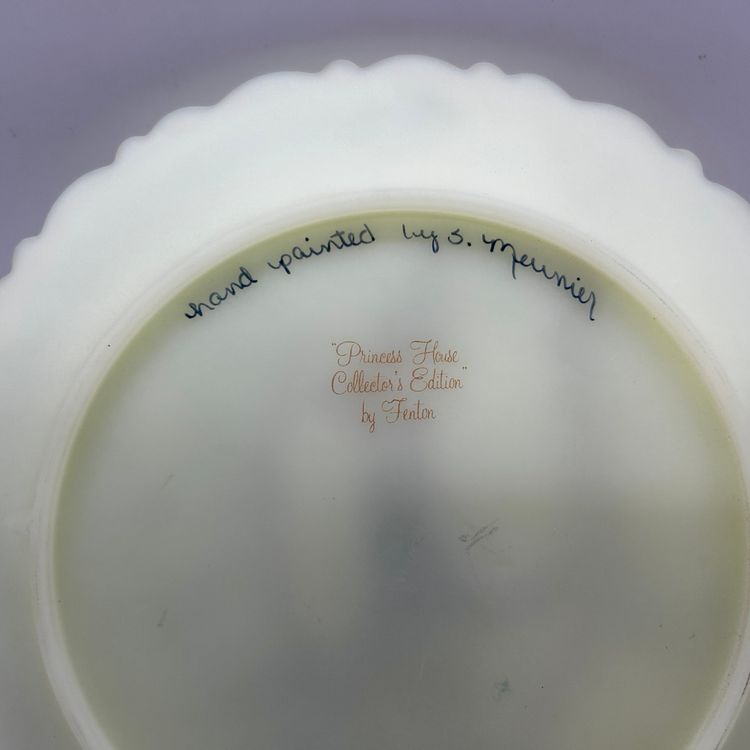 hand painted by S. Meunier
"Princess House
Collector's Edition"
by Fenton